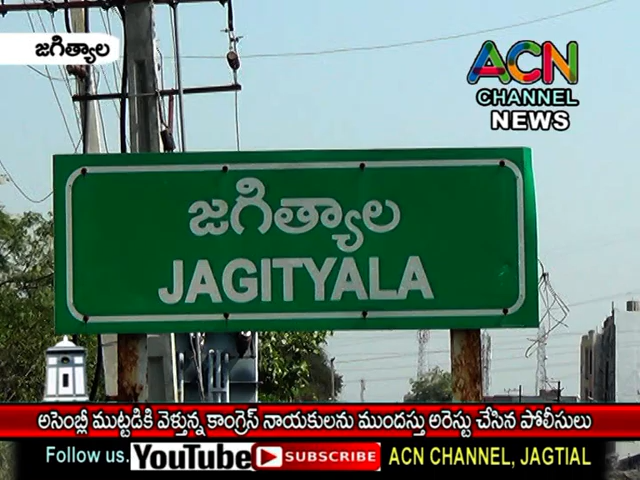 జగిత్యాల
ACN
CHANNEL
NEWS
జగిత్యాల
JAGITYALA
అసెంబ్లీ ముట్టడికి వెళ్తున్న కాంగ్రెస్ నాయకులను ముందస్తు అరెస్టు చేసిన పోలీసులు
Follow us. YouTube SUBSCRIBE ACN CHANNEL, JAGTIAL